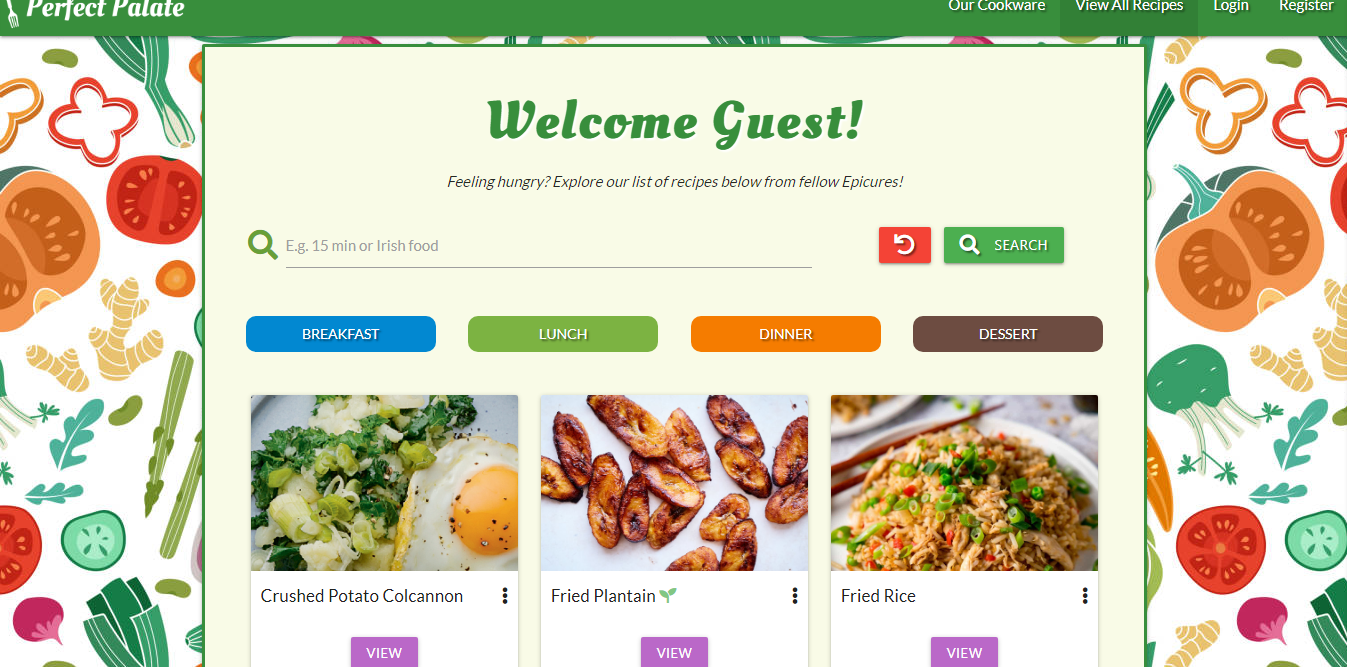 Perfect Palate
Our Cookware
View All Recipes
Login
Register
Welcome Guest!
Feeling hungry? Explore our list of recipes below from fellow Epicures!
E.g. 15 min or Irish food
SEARCH
BREAKFAST
LUNCH
DINNER
DESSERT
Crushed Potato Colcannon
Fried Plantain
Fried Rice
VIEW
VIEW
VIEW